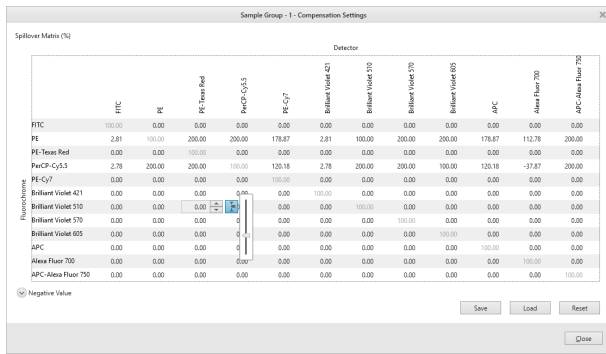 Sample Group - 1 - Compensation Settings
Spillover Matrix (%)
Detector
FITC PE PE-Texas Red PerCP-Cy5.5 PE-Cy7 Brilliant Violet 421 Brilliant Violet 510 Brilliant Violet 570 Brilliant Violet 605 APC Alexa Fluor 700 APC-Alexa Fluor 750
Fluorochrome
FITC 100.00 0.00 0.00 0.00 0.00 0.00 0.00 0.00 0.00 0.00 0.00 0.00
PE 2.81 100.00 200.00 200.00 178.87 2.81 100.00 200.00 200.00 178.87 112.78 200.00
PE-Texas Red 0.00 0.00 100.00 0.00 0.00 0.00 0.00 0.00 0.00 0.00 0.00 0.00
PerCP-Cy5.5 2.78 200.00 200.00 100.00 120.18 2.78 200.00 200.00 100.00 120.18 -37.87 200.00
PE-Cy7 0.00 0.00 0.00 0.00 100.00 0.00 0.00 0.00 0.00 0.00 0.00 0.00
Brilliant Violet 421 0.00 0.00 0.00 0.00 0.00 100.00 0.00 0.00 0.00 0.00 0.00 0.00
Brilliant Violet 510 0.00 0.00 0.00 0.00 0.00 100.00 0.00 0.00 0.00 0.00 0.00
Brilliant Violet 570 0.00 0.00 0.00 0.00 0.00 0.00 100.00 0.00 0.00 0.00 0.00
Brilliant Violet 605 0.00 0.00 0.00 0.00 0.00 0.00 0.00 100.00 0.00 0.00 0.00
APC 0.00 0.00 0.00 0.00 0.00 0.00 0.00 0.00 100.00 0.00 0.00
Alexa Fluor 700 0.00 0.00 0.00 0.00 0.00 0.00 0.00 0.00 0.00 0.00 100.00 0.00
APC-Alexa Fluor 750 0.00 0.00 0.00 0.00 0.00 0.00 0.00 0.00 0.00 0.00 0.00 100.00
Negative Value
Save Load Reset
Close